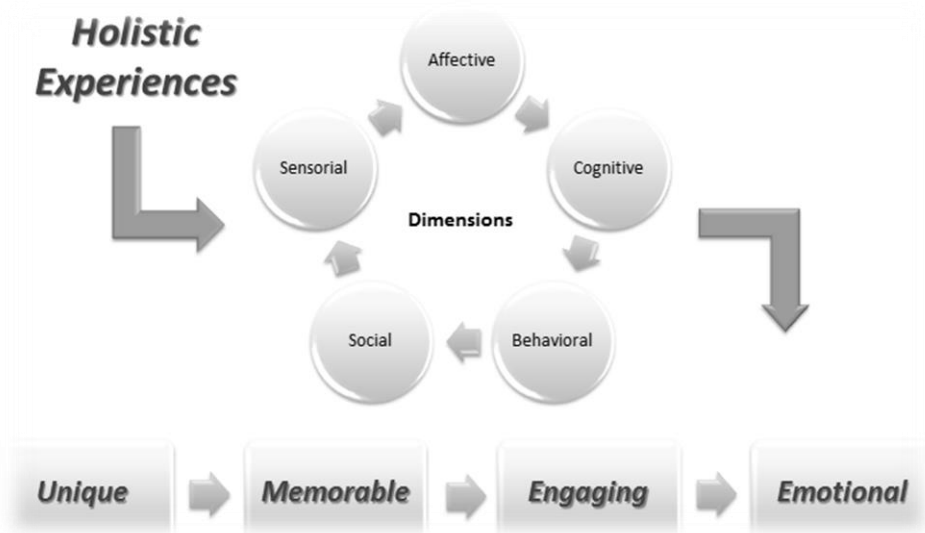 Holistic
Experiences
Affective
Sensorial
Cognitive
Dimensions
Social
Behavioral
Unique
Memorable
Engaging
Emotional